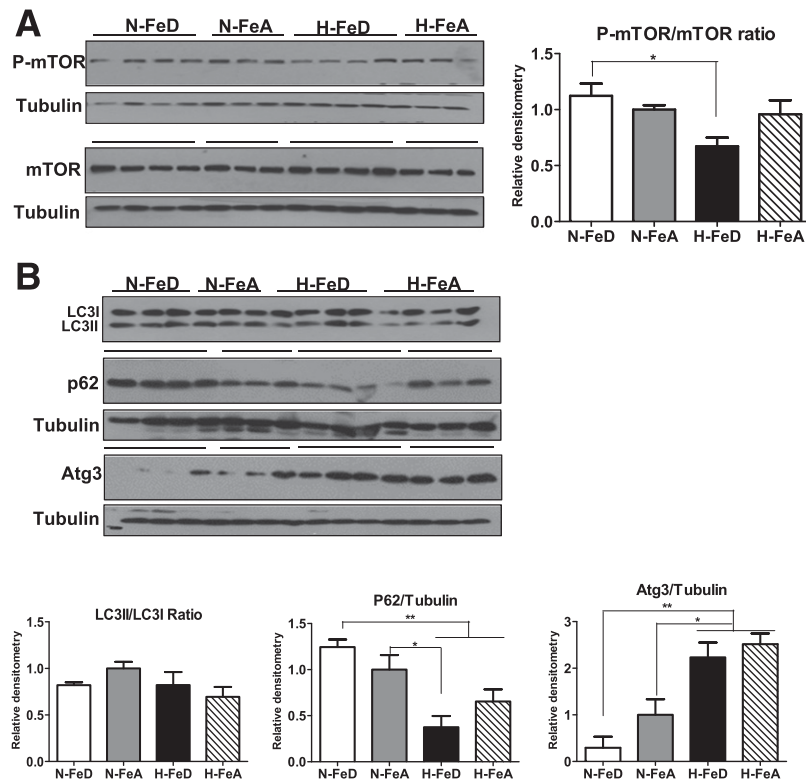 A
N-FeD N-FeA H-FeD H-FeA
P-mTOR
Tubulin
mTOR
Tubulin
P-mTOR/mTOR ratio
Relative densitometry
1.5
1.0
0.5
0.0
*
N-FeD N-FeA H-FeD H-FeA
B
N-FeD N-FeA H-FeD H-FeA
LC3I
LC3II
p62
Tubulin
Atg3
Tubulin
LC3II/LC3I Ratio
Relative densitometry
1.5
1.0
0.5
0.0
N-FeD N-FeA H-FeD H-FeA
P62/Tubulin
Relative densitometry
1.5
1.0
0.5
0.0
**
*
N-FeD N-FeA H-FeD H-FeA
Atg3/Tubulin
Relative densitometry
3
2
1
0
**
*
N-FeD N-FeA H-FeD H-FeA